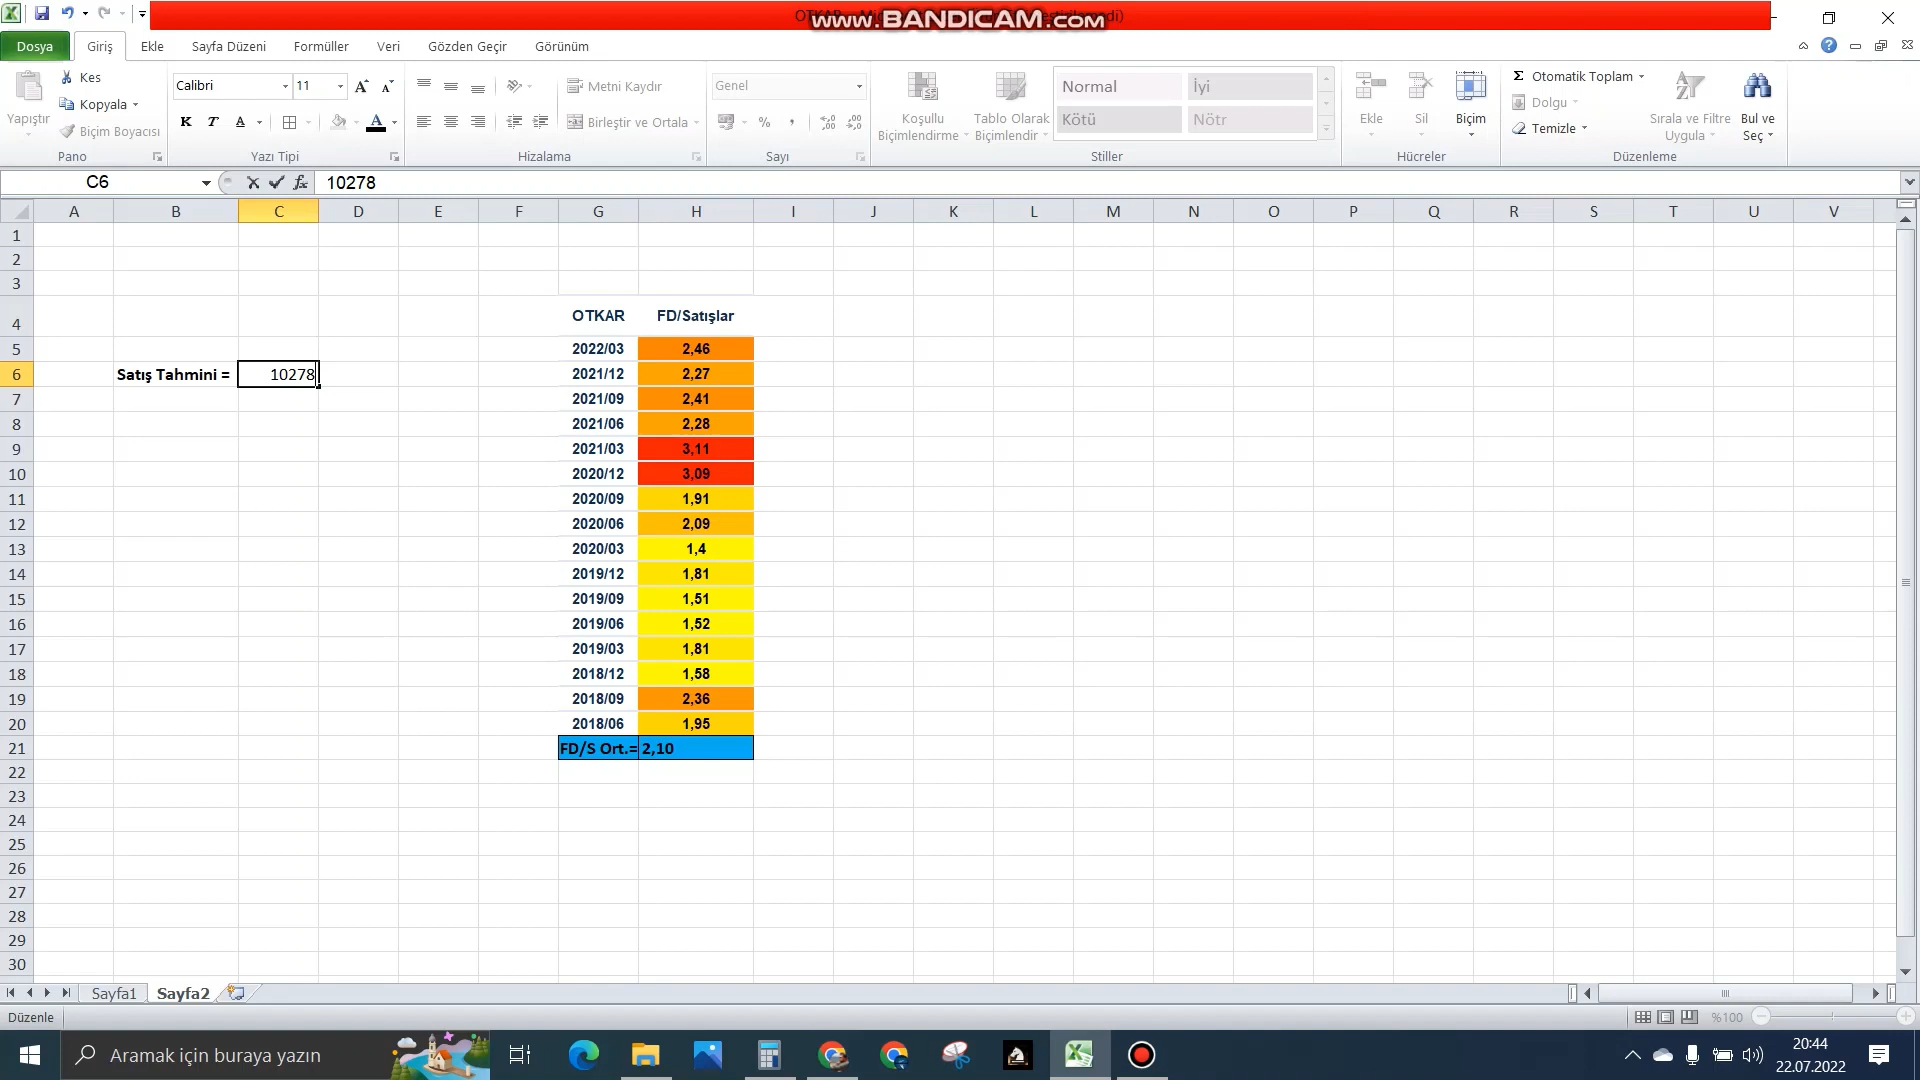 OTKAR
www.BANDICAM.com
Dosya Giriş Ekle Sayfa Düzeni Formüller Veri Gözden Geçir Görünüm
Yapıştır
Kes
Kopyala
Biçim Boyacısı
Pano
Calibri 11
K T A
Yazı Tipi
Metni Kaydır
Birleştir ve Ortala
Hizalama
Genel
Sayı
Koşullu Biçimlendirme
Tablo Olarak Biçimlendir
Normal İyi
Kötü Nötr
Stiller
Ekle Sil Biçim
Hücreler
Σ Otomatik Toplam
Dolgu
Temizle
Sırala ve Filtre Uygula
Bul ve Seç
Düzenleme
C6 fx 10278
A B C D E F G H I J K L M N O P Q R S T U V
1
2
3
4 OTKAR FD/Satışlar
5 2022/03 2,46
6 Satış Tahmini = 10278 2021/12 2,27
7 2021/09 2,41
8 2021/06 2,28
9 2021/03 3,11
10 2020/12 3,09
11 2020/09 1,91
12 2020/06 2,09
13 2020/03 1,4
14 2019/12 1,81
15 2019/09 1,51
16 2019/06 1,52
17 2019/03 1,81
18 2018/12 1,58
19 2018/09 2,36
20 2018/06 1,95
21 FD/S Ort.= 2,10
22
23
24
25
26
27
28
29
30
Sayfa1 Sayfa2
Düzenle %100
Aramak için buraya yazın
20:44
22.07.2022